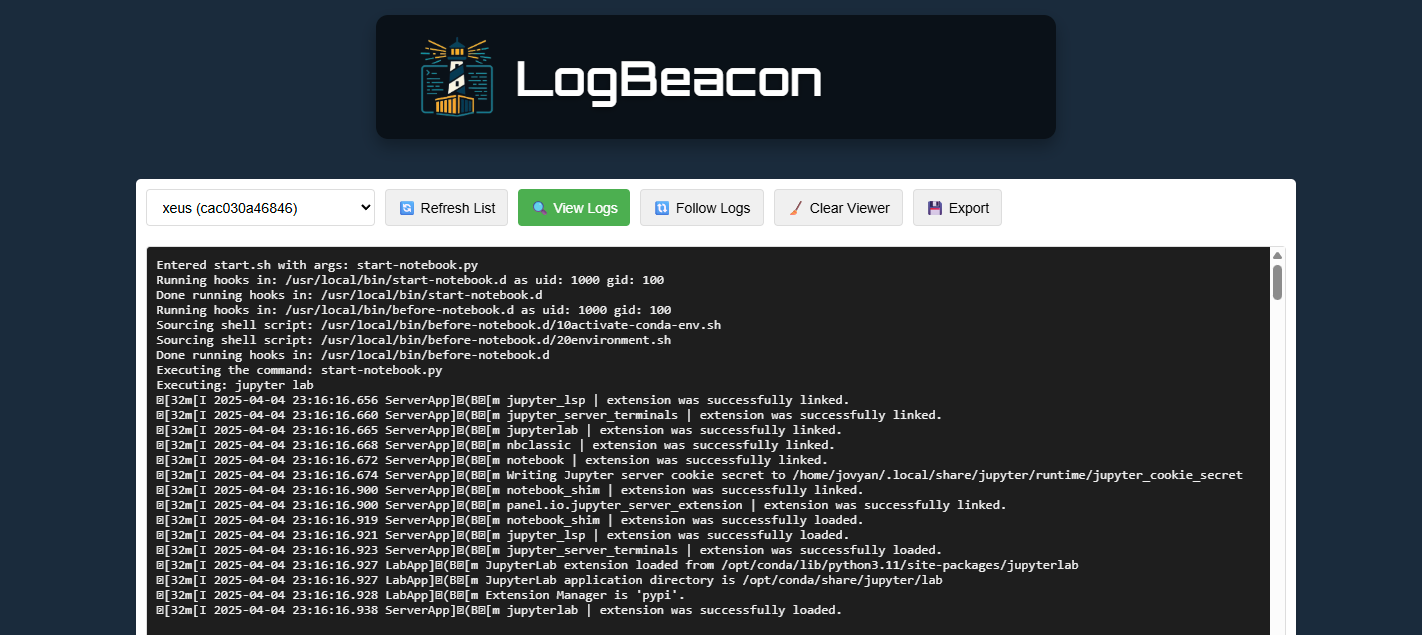 LogBeacon
xeus (cac030a46846)
Refresh List
View Logs
Follow Logs
Clear Viewer
Export
Entered start.sh with args: start-notebook.py
Running hooks in: /usr/local/bin/start-notebook.d as uid: 1000 gid: 100
Done running hooks in: /usr/local/bin/start-notebook.d
Running hooks in: /usr/local/bin/before-notebook.d as uid: 1000 gid: 100
Sourcing shell script: /usr/local/bin/before-notebook.d/10activate-conda-env.sh
Sourcing shell script: /usr/local/bin/before-notebook.d/20environment.sh
Done running hooks in: /usr/local/bin/before-notebook.d
Executing the command: start-notebook.py
Executing: jupyter lab
[32m[I 2025-04-04 23:16:16.656 ServerApp](B[m jupyter_lsp | extension was successfully linked.
[32m[I 2025-04-04 23:16:16.660 ServerApp](B[m jupyter_server_terminals | extension was successfully linked.
[32m[I 2025-04-04 23:16:16.665 ServerApp](B[m jupyterlab | extension was successfully linked.
[32m[I 2025-04-04 23:16:16.668 ServerApp](B[m nbclassic | extension was successfully linked.
[32m[I 2025-04-04 23:16:16.672 ServerApp](B[m notebook | extension was successfully linked.
[32m[I 2025-04-04 23:16:16.674 ServerApp](B[m Writing Jupyter server cookie secret to /home/jovyan/.local/share/jupyter/runtime/jupyter_cookie_secret
[32m[I 2025-04-04 23:16:16.900 ServerApp](B[m notebook_shim | extension was successfully linked.
[32m[I 2025-04-04 23:16:16.900 ServerApp](B[m panel.io.jupyter_server_extension | extension was successfully linked.
[32m[I 2025-04-04 23:16:16.919 ServerApp](B[m notebook_shim | extension was successfully loaded.
[32m[I 2025-04-04 23:16:16.921 ServerApp](B[m jupyter_lsp | extension was successfully loaded.
[32m[I 2025-04-04 23:16:16.923 ServerApp](B[m jupyter_server_terminals | extension was successfully loaded.
[32m[I 2025-04-04 23:16:16.927 LabApp](B[m JupyterLab extension loaded from /opt/conda/lib/python3.11/site-packages/jupyterlab
[32m[I 2025-04-04 23:16:16.927 LabApp](B[m JupyterLab application directory is /opt/conda/share/jupyter/lab
[32m[I 2025-04-04 23:16:16.928 LabApp](B[m Extension Manager is 'pypi'.
[32m[I 2025-04-04 23:16:16.938 ServerApp](B[m jupyterlab | extension was successfully loaded.